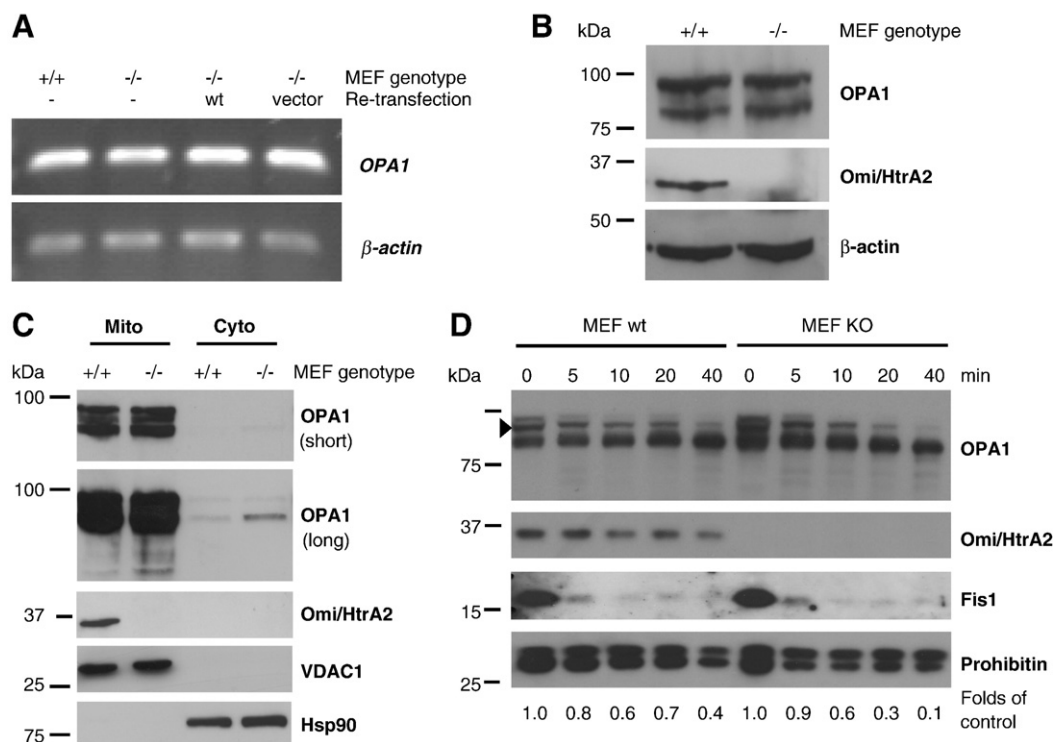 A
+/+ -/- -/- -/- MEF genotype
- - wt vector Re-transfection
OPA1
β-actin
B
kDa +/+ -/- MEF genotype
100
OPA1
75
37
Omi/HtrA2
50
β-actin
C
Mito Cyto
kDa +/+ -/- +/+ -/- MEF genotype
100
OPA1
(short)
100
OPA1
(long)
37
Omi/HtrA2
VDAC1
25
Hsp90
75
D
MEF wt MEF KO
kDa 0 5 10 20 40 0 5 10 20 40 min
OPA1
75
37
Omi/HtrA2
Fis1
15
Prohibitin
25
1.0 0.8 0.6 0.7 0.4 1.0 0.9 0.6 0.3 0.1 Folds of
control